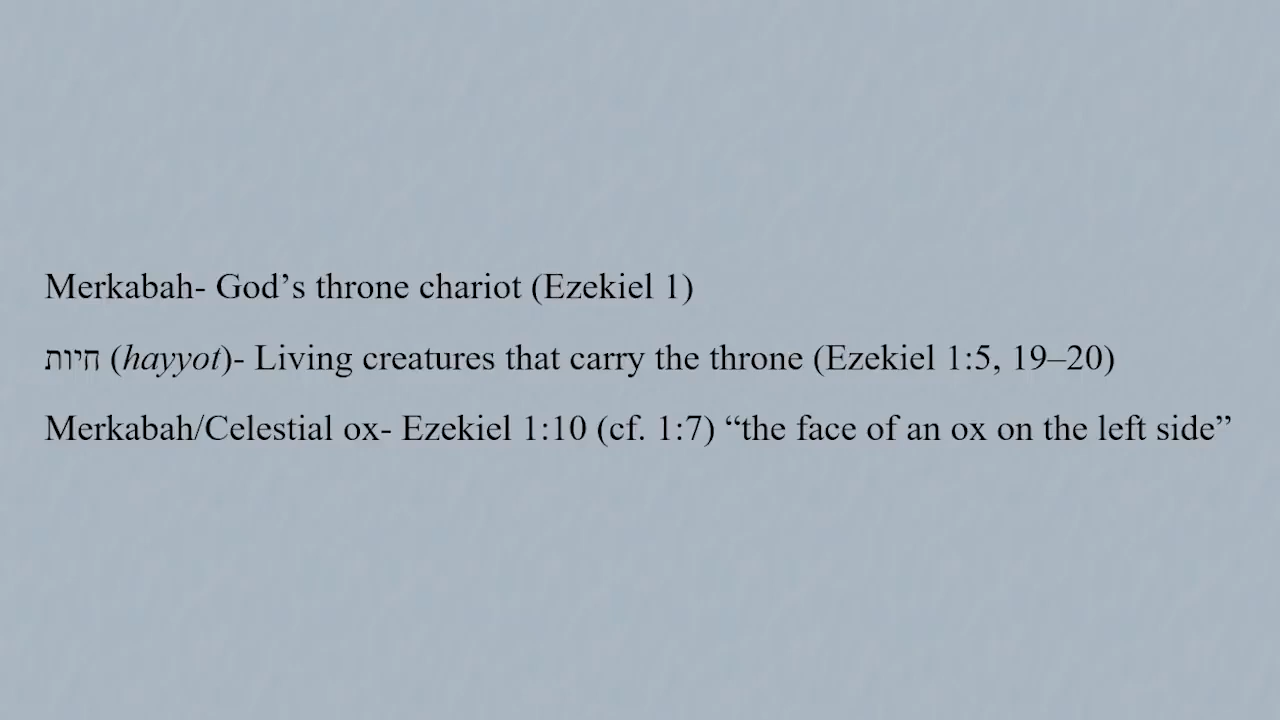 Merkabah- God’s throne chariot (Ezekiel 1)
חיות (hayyot)- Living creatures that carry the throne (Ezekiel 1:5, 19–20)
Merkabah/Celestial ox- Ezekiel 1:10 (cf. 1:7) “the face of an ox on the left side”